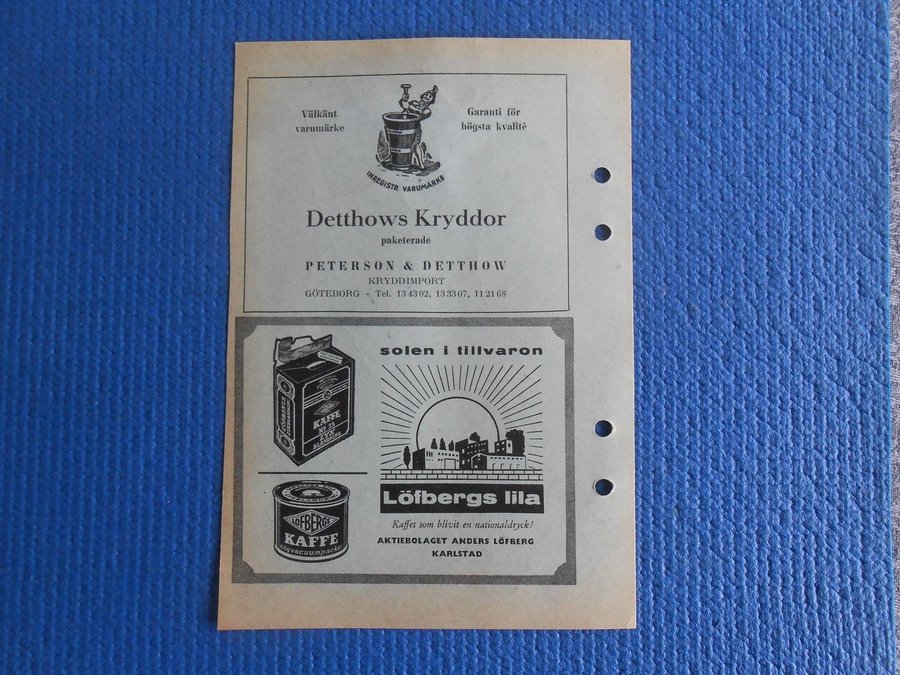 Välkänt
varumärke
Garanti för
högsta kvalité
INREGISTR. VARUMÄRKE
Detthows Kryddor
paketerade
PETERSON & DETTHOW
KRYDDIMPORT
GÖTEBORG - Tel. 13 43 02, 13 33 07, 11 21 68
solen i tillvaron
KAFFE
Löfbergs lila
Kaffet som blivit en nationaldryck!
AKTIEBOLAGET ANDERS LÖFBERG
KARLSTAD
LÖFBERGS
KAFFE
högvacuumpackat